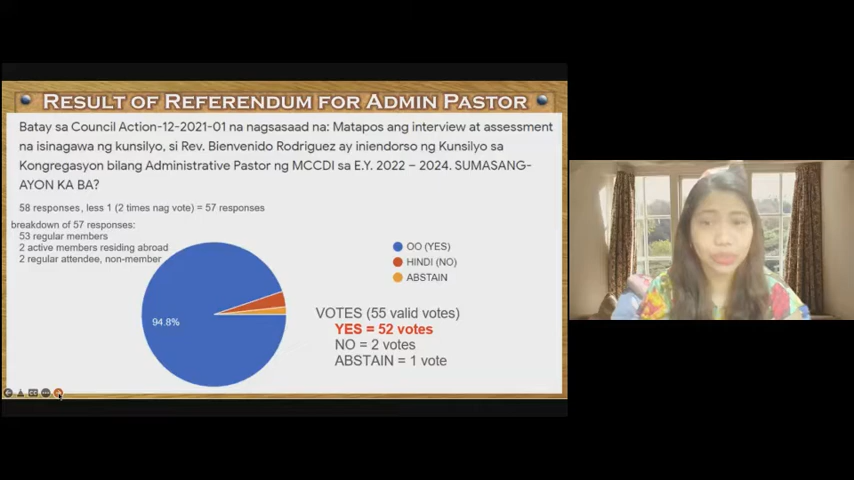 RESULT OF REFERENDUM FOR ADMIN PASTOR
Batay sa Council Action-12-2021-01 na nagsasaad na: Matapos ang interview at assessment
na isinagawa ng kunsilyo, si Rev. Bienvenido Rodriguez ay iniendorso ng Kunsilyo sa
Kongregasyon bilang Administrative Pastor ng MCCDI sa E.Y. 2022 – 2024. SUMASANG-
AYON KA BA?
58 responses, less 1 (2 times nag vote) = 57 responses
breakdown of 57 responses:
53 regular members
2 active members residing abroad
2 regular attendee, non-member
94.8%
OO (YES)
HINDI (NO)
ABSTAIN
VOTES (55 valid votes)
YES = 52 votes
NO = 2 votes
ABSTAIN = 1 vote